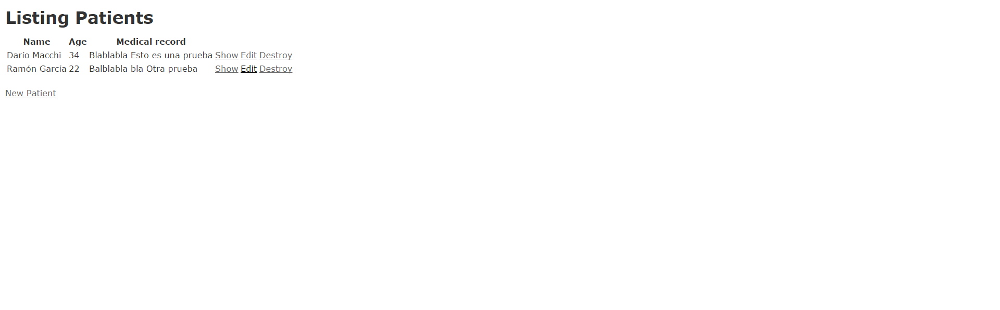 Listing Patients
Name Age Medical record
Darío Macchi 34 Blablabla Esto es una prueba Show Edit Destroy
Ramón García 22 Balblabla bla Otra prueba Show Edit Destroy
New Patient